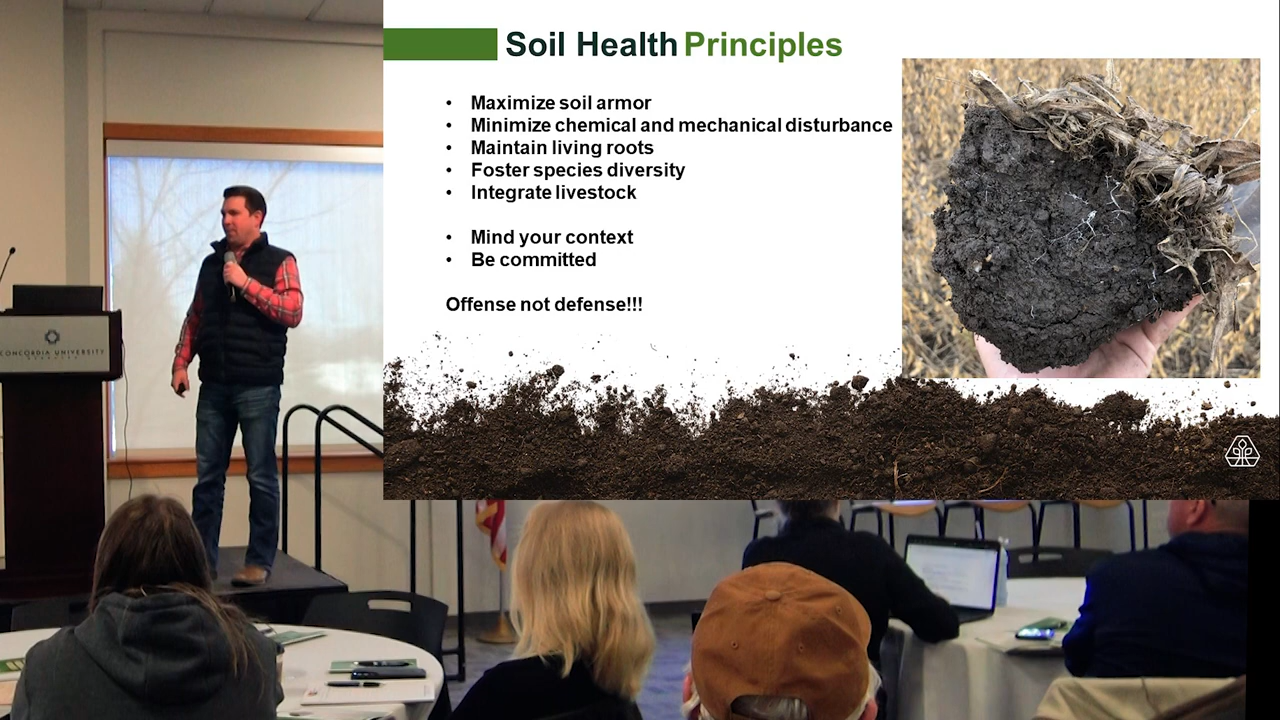 Soil Health Principles
• Maximize soil armor
• Minimize chemical and mechanical disturbance
• Maintain living roots
• Foster species diversity
• Integrate livestock
• Mind your context
• Be committed
Offense not defense!!!
CONCORDIA UNIVERSITY